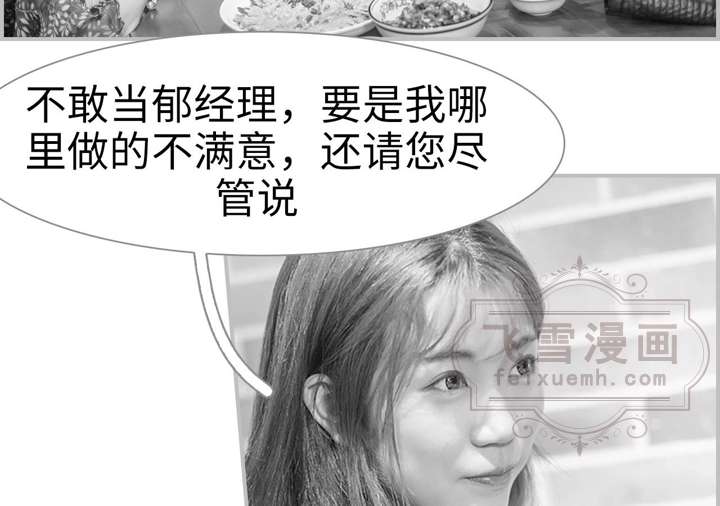 不敢当郁经理，要是我哪
里做的不满意，还请您尽
管说
飞雪漫画
feixuemh.com